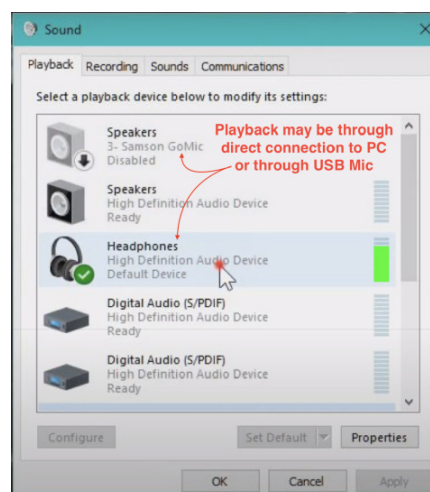 Sound
Playback Recording Sounds Communications
Select a playback device below to modify its settings:
Speakers
3- Samson GoMic
Disabled
Playback may be through
direct connection to PC
or through USB Mic
Speakers
High Definition Audio Device
Ready
Headphones
High Definition Audio Device
Default Device
Digital Audio (S/PDIF)
High Definition Audio Device
Ready
Digital Audio (S/PDIF)
High Definition Audio Device
Ready
Configure Set Default Properties
OK Cancel Apply